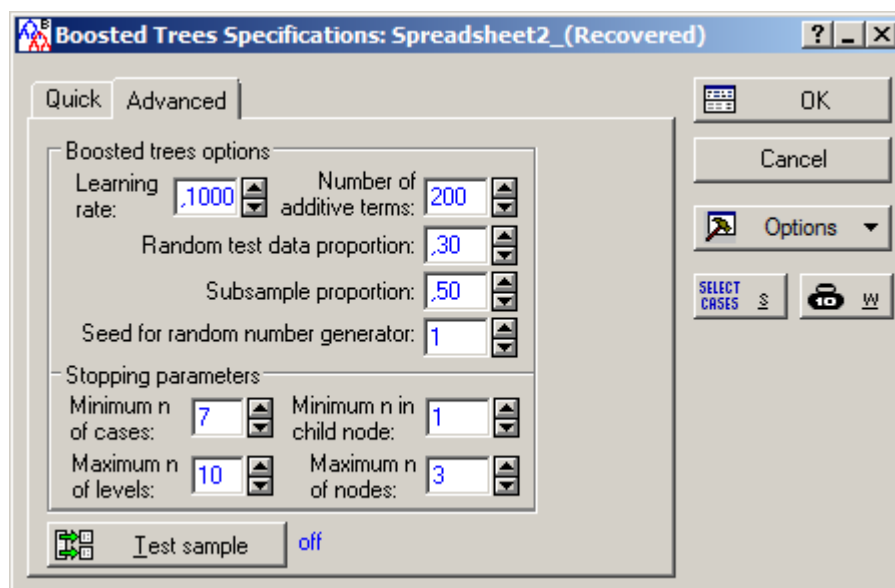 Boosted Trees Specifications: Spreadsheet2_(Recovered)
Quick Advanced
Boosted trees options
Learning rate: ,1000
Number of additive terms: 200
Random test data proportion: ,30
Subsample proportion: ,50
Seed for random number generator: 1
Stopping parameters
Minimum n of cases: 7
Minimum n in child node: 1
Maximum n of levels: 10
Maximum n of nodes: 3
Test sample off
OK
Cancel
Options
SELECT CASES S
10 W